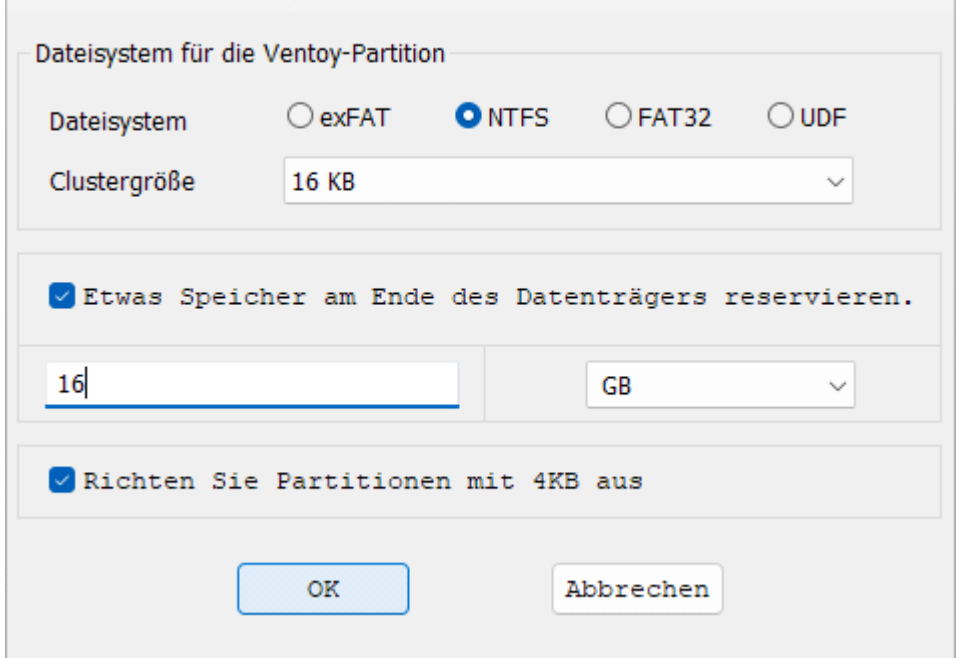 Dateisystem für die Ventoy-Partition
Dateisystem exFAT NTFS FAT32 UDF
Clustergröße 16 KB
Etwas Speicher am Ende des Datenträgers reservieren.
16 GB
Richten Sie Partitionen mit 4KB aus
OK Abbrechen